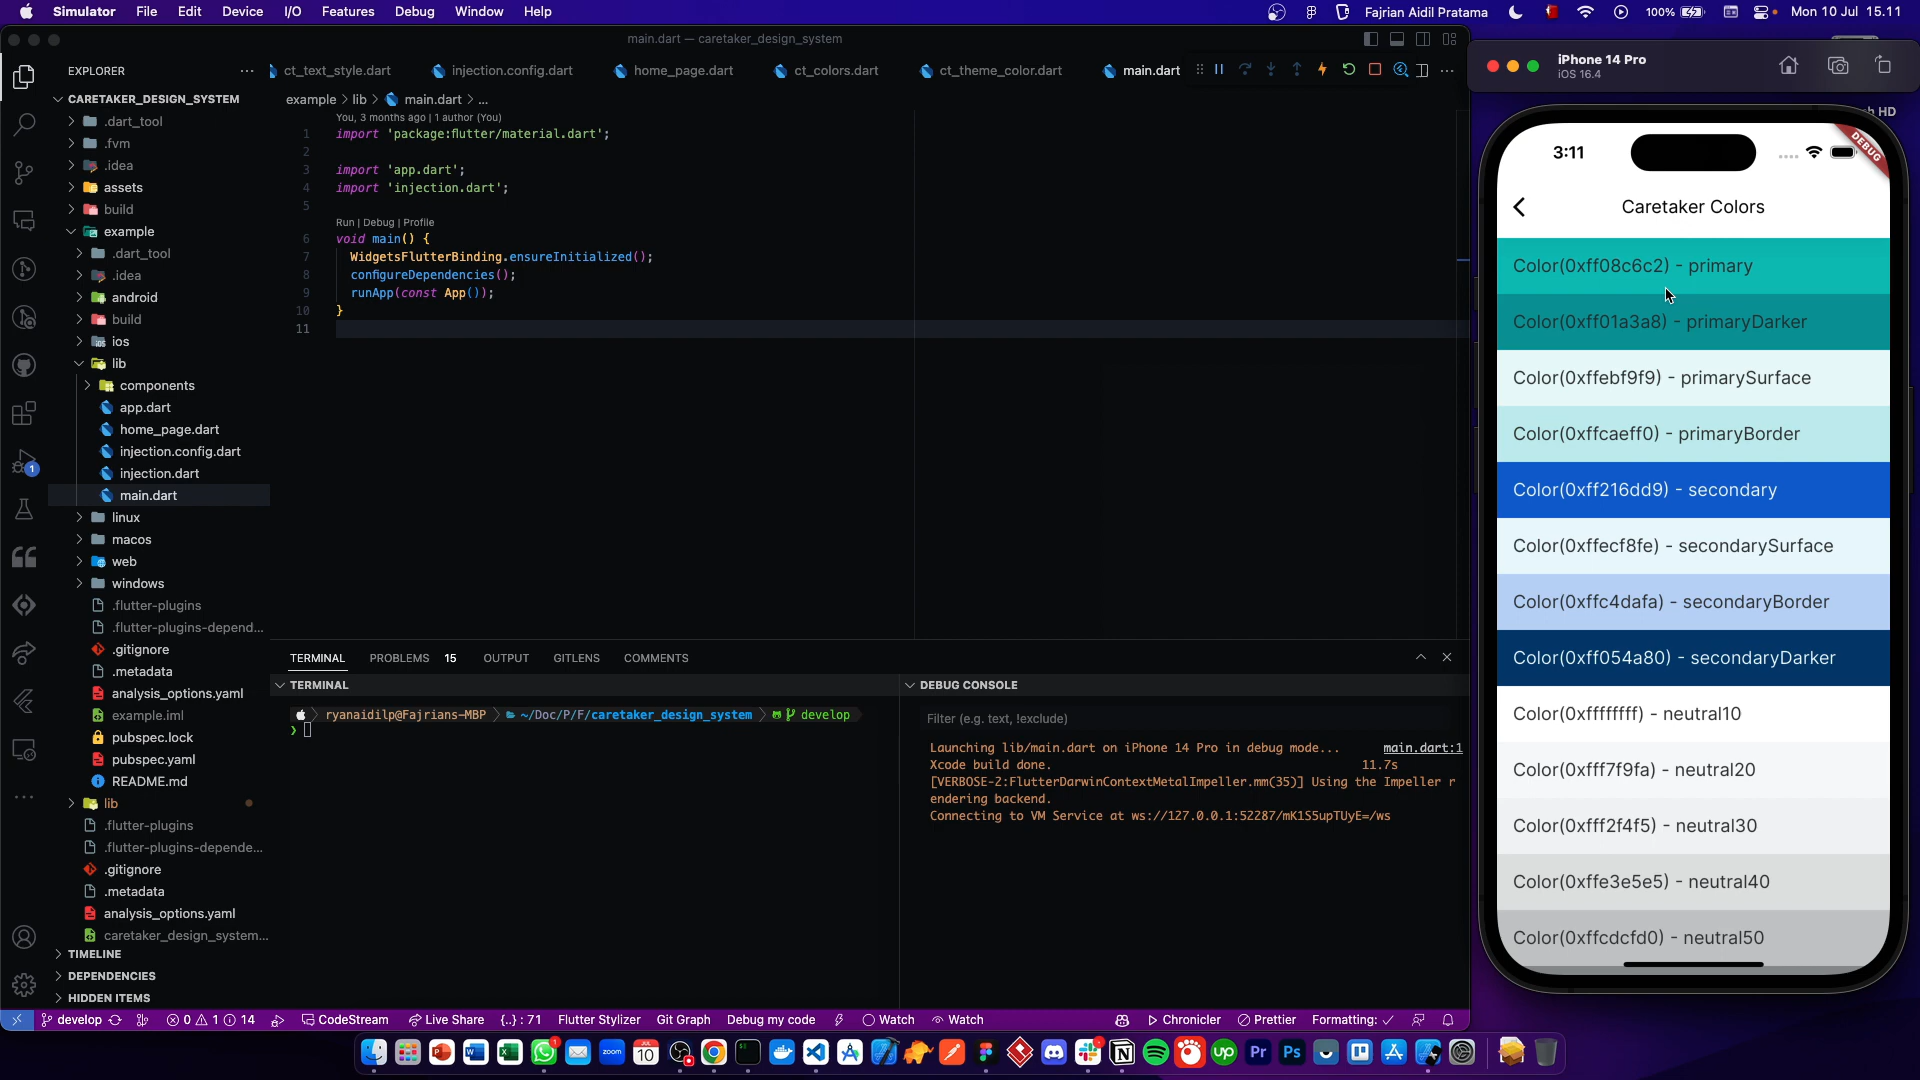 Simulator File Edit Device I/O Features Debug Window Help
Fajrian Aidil Pratama 100% Mon 10 Jul 15.11
main.dart — caretaker_design_system
EXPLORER
ct_text_style.dart injection.config.dart home_page.dart ct_colors.dart ct_theme_color.dart main.dart
CARETAKER_DESIGN_SYSTEM
.dart_tool
.fvm
.idea
assets
build
example
.dart_tool
.idea
android
build
ios
lib
components
app.dart
home_page.dart
injection.config.dart
injection.dart
main.dart
linux
macos
web
windows
.flutter-plugins
.flutter-plugins-depend...
.gitignore
.metadata
analysis_options.yaml
example.iml
pubspec.lock
pubspec.yaml
README.md
lib
.flutter-plugins
.flutter-plugins-depende...
.gitignore
.metadata
analysis_options.yaml
caretaker_design_system...
TIMELINE
DEPENDENCIES
HIDDEN ITEMS
1
example > lib > main.dart > ...
You, 3 months ago | 1 author (You)
1 import 'package:flutter/material.dart';
2
3 import 'app.dart';
4 import 'injection.dart';
5
Run | Debug | Profile
6 void main() {
7 WidgetsFlutterBinding.ensureInitialized();
8 configureDependencies();
9 runApp(const App());
10 }
11
TERMINAL PROBLEMS 15 OUTPUT GITLENS COMMENTS
TERMINAL
ryanaidilp@Fajrians-MBP ~/Doc/P/F/caretaker_design_system develop
❯
DEBUG CONSOLE
Filter (e.g. text, !exclude)
Launching lib/main.dart on iPhone 14 Pro in debug mode... main.dart:1
Xcode build done. 11.7s
[VERBOSE-2:FlutterDarwinContextMetalImpeller.mm(35)] Using the Impeller r
endering backend.
Connecting to VM Service at ws://127.0.0.1:52287/mK1S5upTUyE=/ws
develop 0 1 14 CodeStream Live Share {..} : 71 Flutter Stylizer Git Graph Debug my code Watch Watch Chronicler Prettier Formatting: ✓
iPhone 14 Pro
iOS 16.4
HD
3:11
DEBUG
Caretaker Colors
Color(0xff08c6c2) - primary
Color(0xff01a3a8) - primaryDarker
Color(0xffebf9f9) - primarySurface
Color(0xffcaeff0) - primaryBorder
Color(0xff216dd9) - secondary
Color(0xffecf8fe) - secondarySurface
Color(0xffc4dafa) - secondaryBorder
Color(0xff054a80) - secondaryDarker
Color(0xffffffff) - neutral10
Color(0xfff7f9fa) - neutral20
Color(0xfff2f4f5) - neutral30
Color(0xffe3e5e5) - neutral40
Color(0xffcdcfd0) - neutral50
zoom JUL 10 up Pr Ps